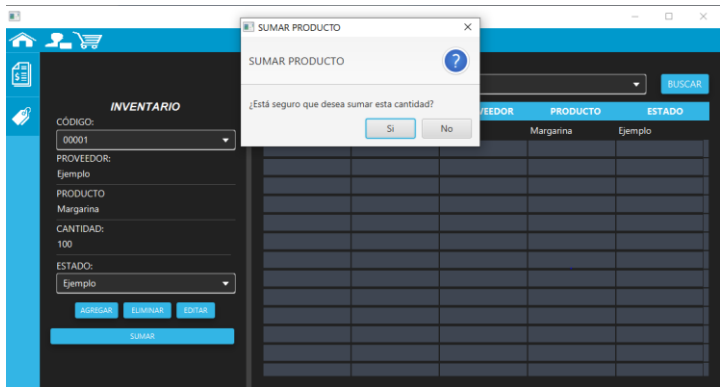 SUMAR PRODUCTO
SUMAR PRODUCTO
¿Está seguro que desea sumar esta cantidad?
Si No
BUSCAR
INVENTARIO
CÓDIGO:
00001
PROVEEDOR:
Ejemplo
PRODUCTO
Margarina
CANTIDAD:
100
ESTADO:
Ejemplo
AGREGAR ELIMINAR EDITAR
SUMAR
VEEDOR PRODUCTO ESTADO
Margarina Ejemplo